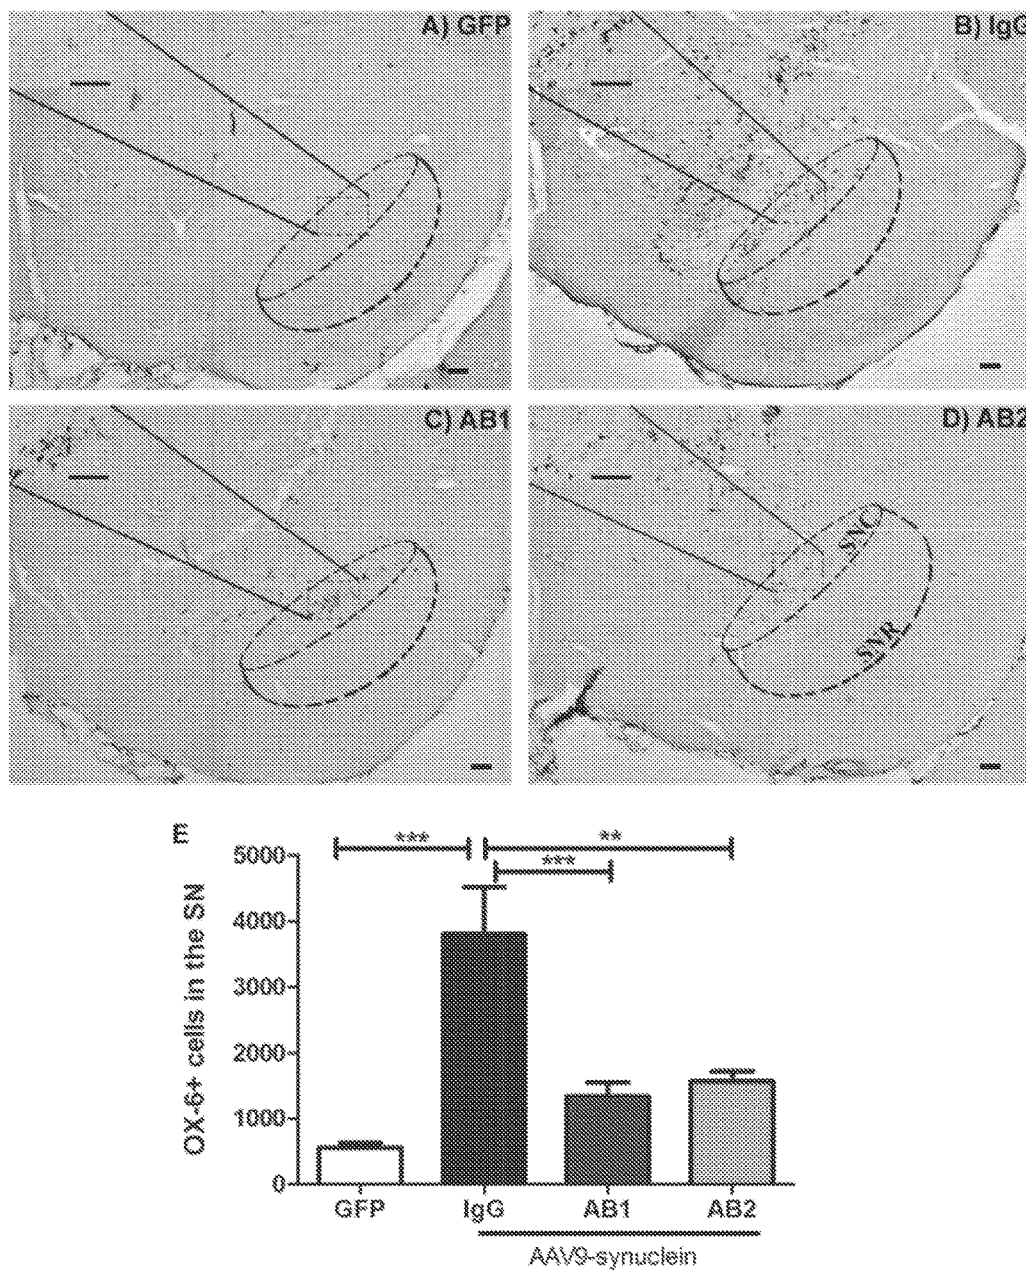 A) GFP
B) IgG
C) AB1
D) AB2
SNC
SNR
E
***
**
***
OX-6+ cells in the SN
5000
4000
3000
2000
1000
0
GFP IgG AB1 AB2
AAV9-synuclein